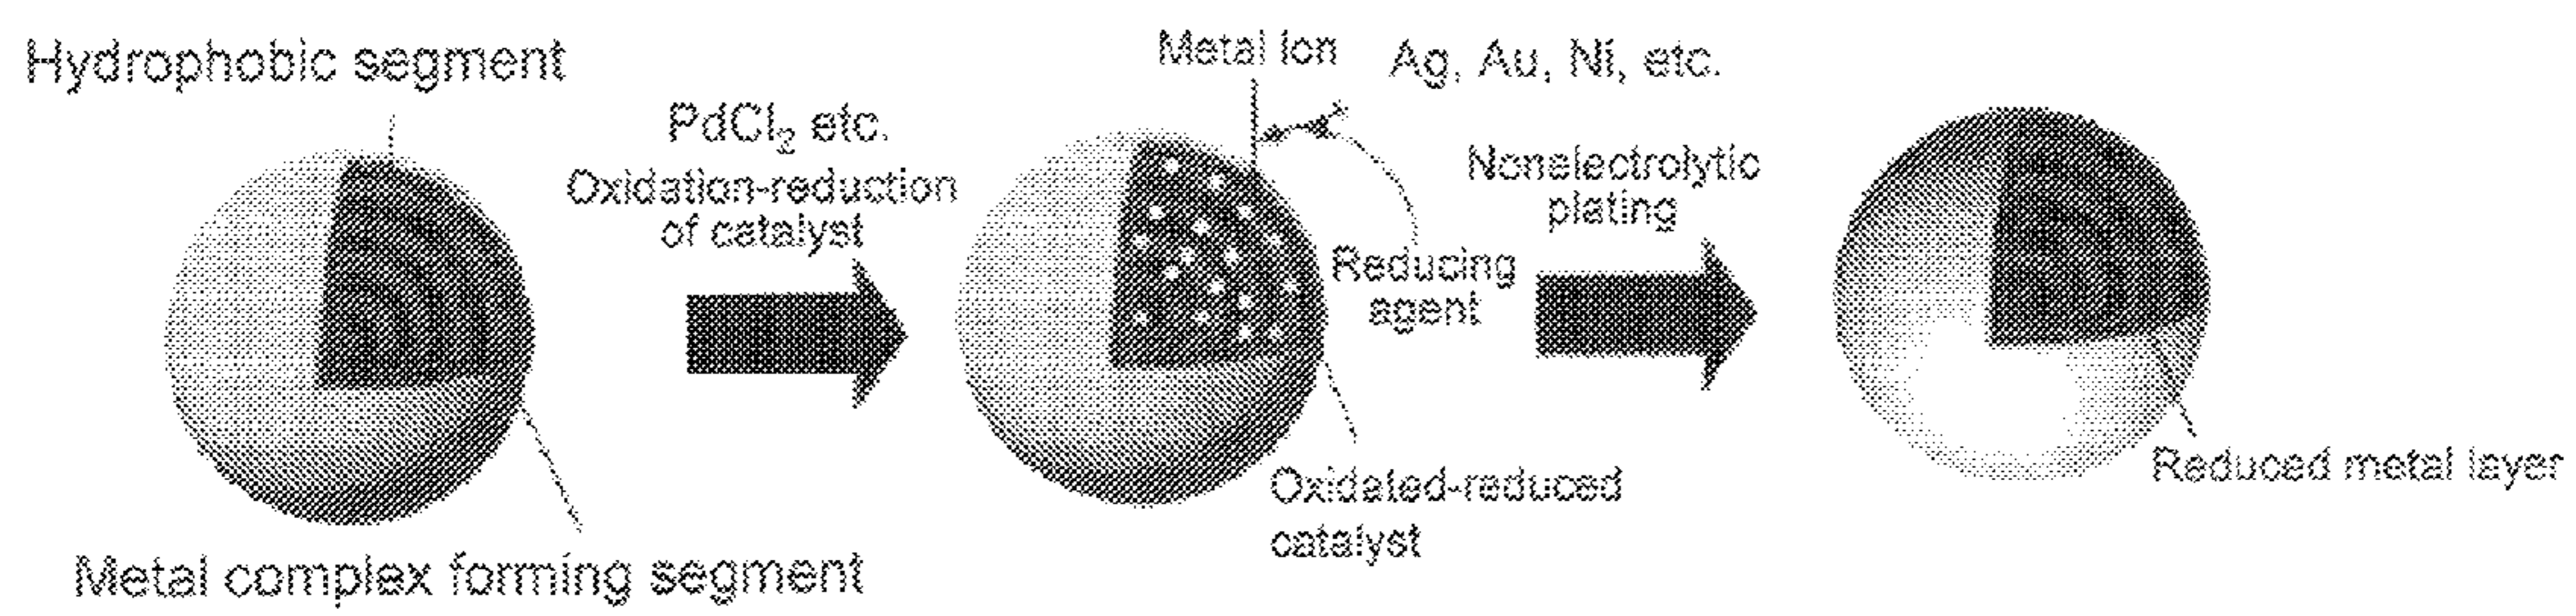 Hydrophobic segment
PdCl₂ etc.
Oxidation-reduction
of catalyst
Metal ion
Ag, Au, Ni, etc.
Nonelectrolytic
plating
Reducing
agent
Oxidated-reduced
catalyst
Reduced metal layer
Metal complex forming segment